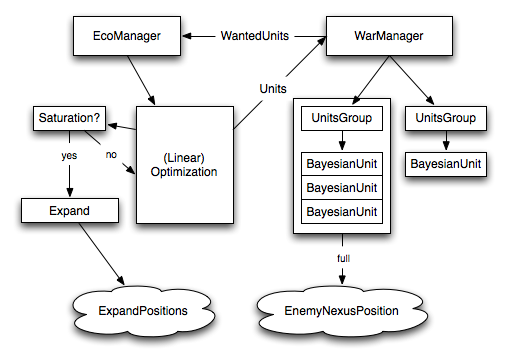 EcoManager
WantedUnits
WarManager
Units
Saturation?
(Linear)
Optimization
UnitsGroup
UnitsGroup
yes
no
BayesianUnit
BayesianUnit
BayesianUnit
BayesianUnit
Expand
full
ExpandPositions
EnemyNexusPosition